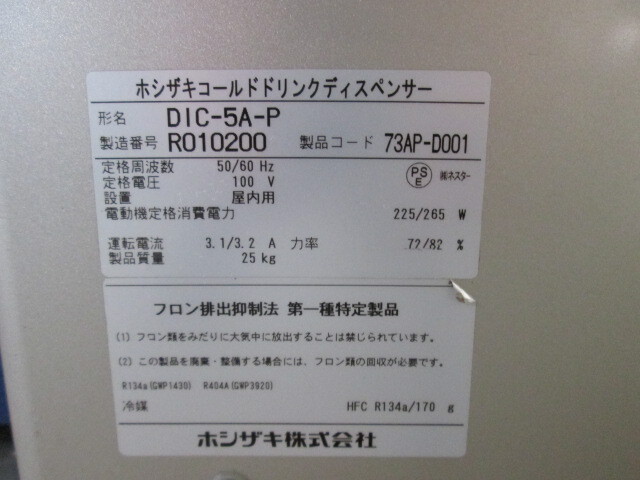 ホシザキコールドドリンクディスペンサー
形名 DIC-5A-P
製造番号 R010200 製品コード 73AP-D001
定格周波数 50/60 Hz
定格電圧 100 V PSE ㈱ネスター
設置 屋内用
電動機定格消費電力 225/265 W
運転電流 3.1/3.2 A 力率 72/82 %
製品質量 25 kg
フロン排出抑制法 第一種特定製品
(1) フロン類をみだりに大気中に放出することは禁じられています。
(2) この製品を廃棄・整備する場合には、フロン類の回収が必要です。
R134a(GWP1430) R404A(GWP3920)
冷媒 HFC R134a/170 g
ホシザキ株式会社